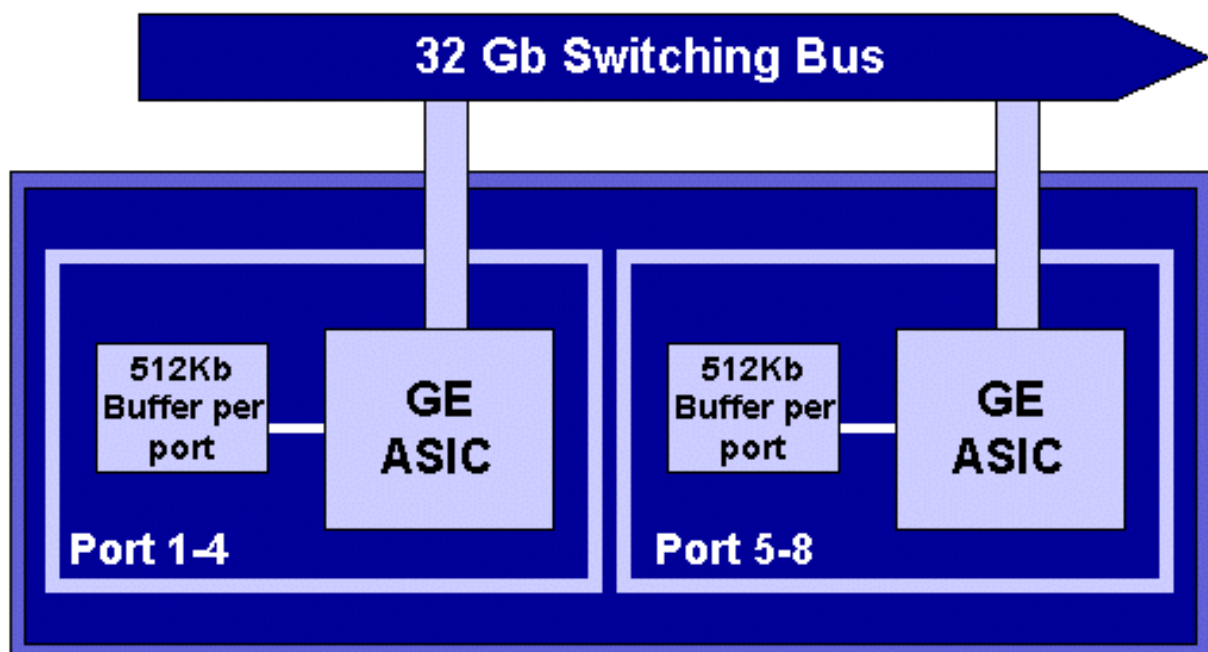 32 Gb Switching Bus
512Kb
Buffer per
port
GE
ASIC
Port 1-4
512Kb
Buffer per
port
GE
ASIC
Port 5-8